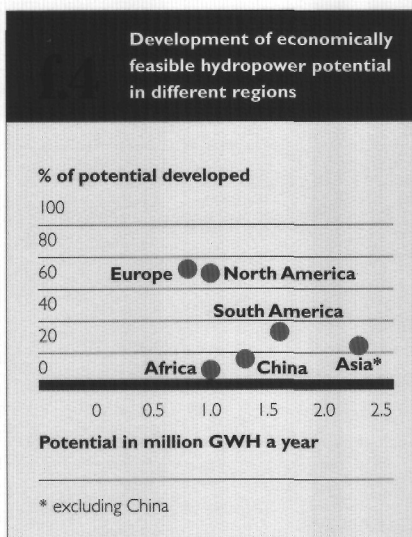 f.4
Development of economically
feasible hydropower potential
in different regions
% of potential developed
100
80
60 Europe North America
40
South America
20
0 Africa China Asia*
0 0.5 1.0 1.5 2.0 2.5
Potential in million GWH a year
* excluding China